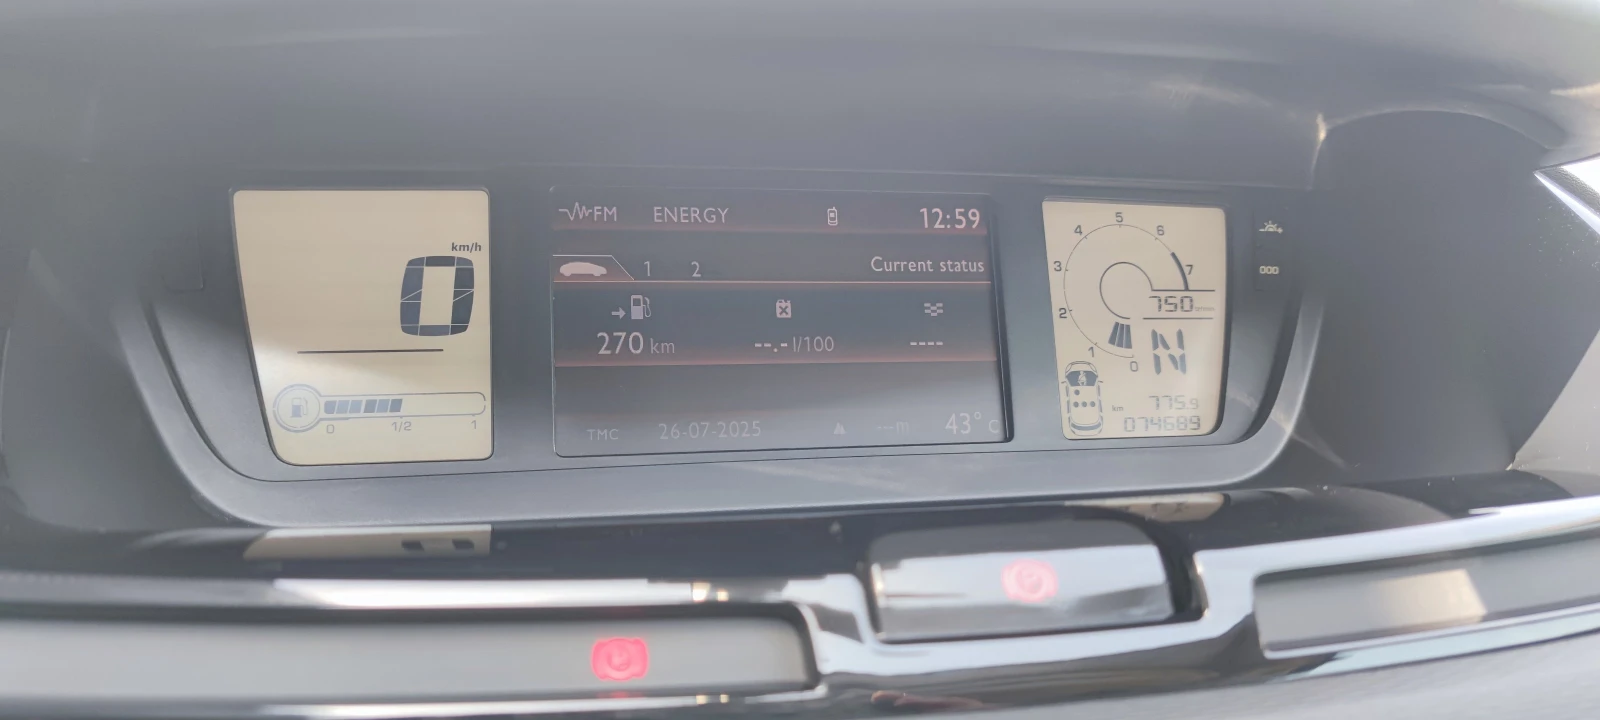 km/h
0
0 1/2 1
FM ENERGY 12:59
1 2 Current status
270 km --.- l/100 ----
TMC 26-07-2025 ---m 43°C
0 1 2 3 4 5 6 7
750
N
km 775.9
074689